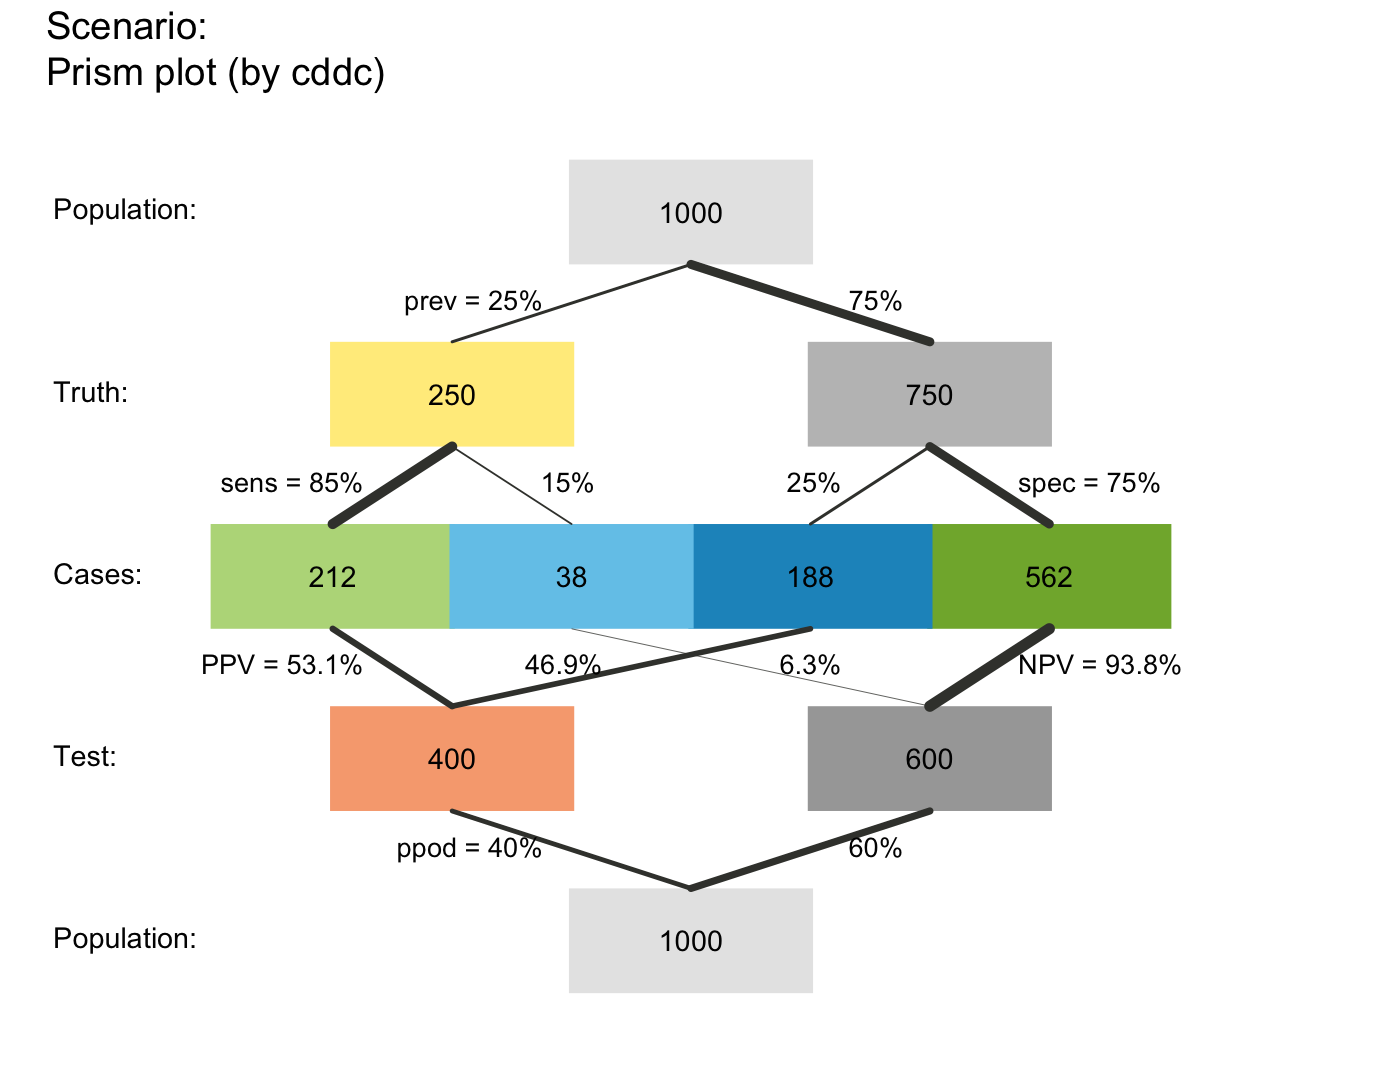 Scenario:
Prism plot (by cddc)
Population:
1000
prev = 25%
75%
Truth:
250
750
sens = 85%
15%
25%
spec = 75%
Cases:
212
38
188
562
PPV = 53.1%
46.9%
6.3%
NPV = 93.8%
Test:
400
600
ppod = 40%
60%
Population:
1000